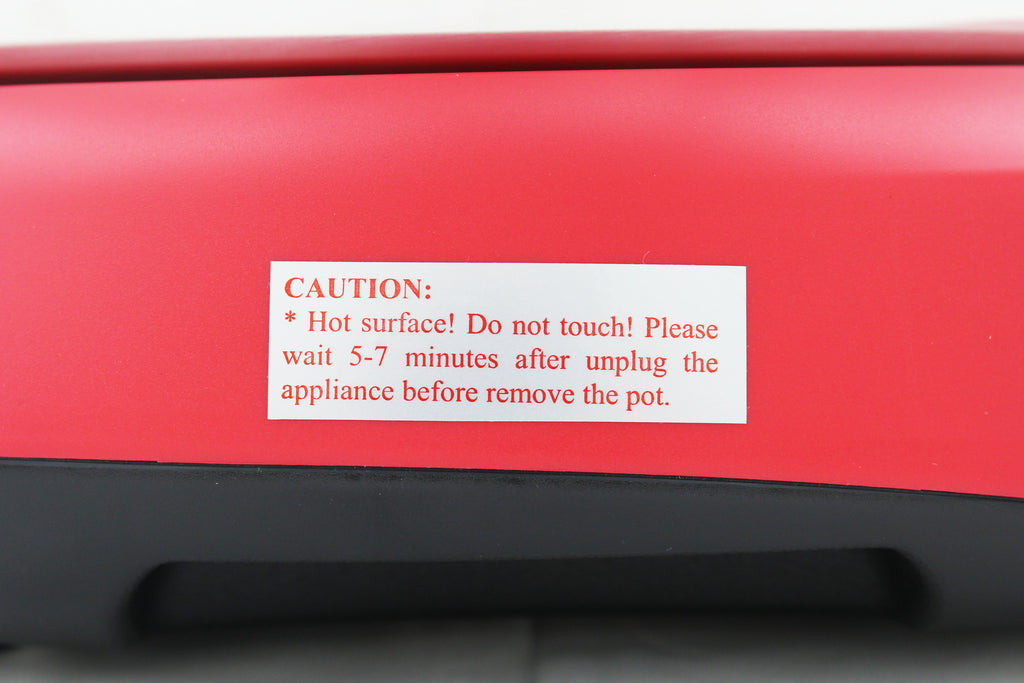 CAUTION:
* Hot surface! Do not touch! Please
wait 5-7 minutes after unplug the
appliance before remove the pot.